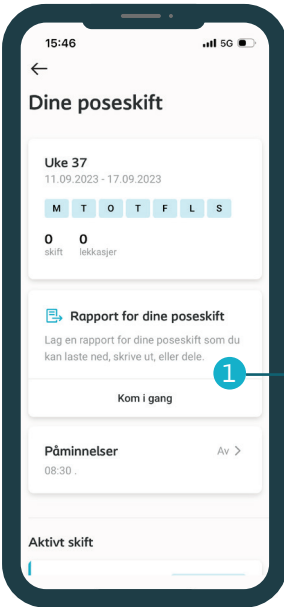 15:46 5G
Dine poseskift
Uke 37
11.09.2023 - 17.09.2023
M T O T F L S
0 0
skift lekkasjer
Rapport for dine poseskift
Lag en rapport for dine poseskift som du
kan laste ned, skrive ut, eller dele.
1
Kom i gang
Påminnelser Av
08:30 .
Aktivt skift